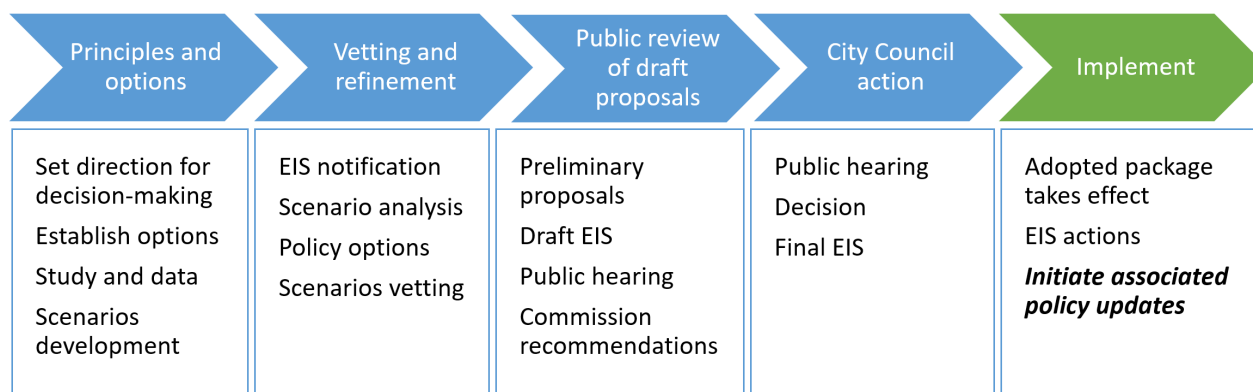 Principles and
options
Set direction for
decision-making
Establish options
Study and data
Scenarios
development
Vetting and
refinement
EIS notification
Scenario analysis
Policy options
Scenarios vetting
Public review
of draft
proposals
Preliminary
proposals
Draft EIS
Public hearing
Commission
recommendations
City Council
action
Public hearing
Decision
Final EIS
Implement
Adopted package
takes effect
EIS actions
Initiate associated
policy updates